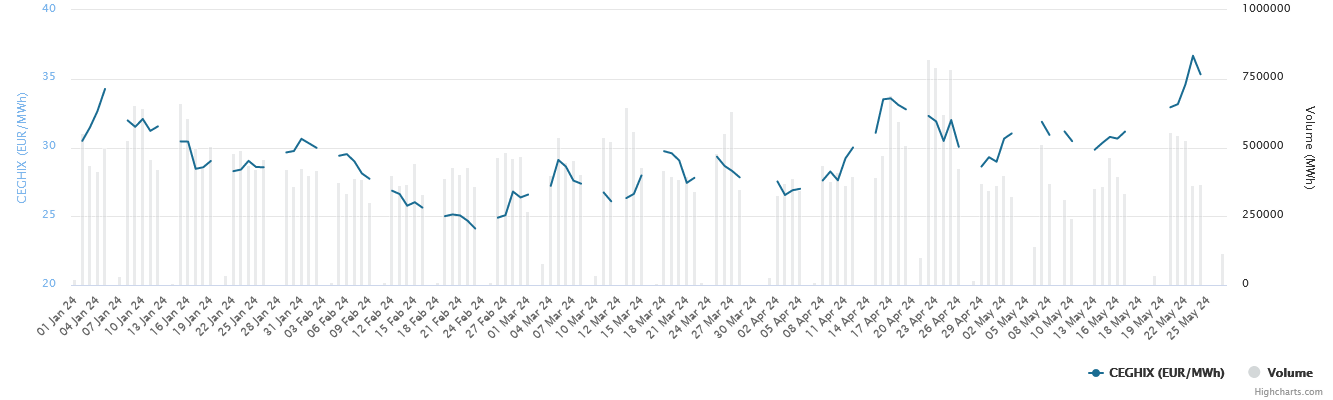 40
35
30
25
20
CEGHIX (EUR/MWh)
1000000
750000
500000
250000
0
Volume (MWh)
01 Jan 24
04 Jan 24
07 Jan 24
10 Jan 24
13 Jan 24
16 Jan 24
19 Jan 24
22 Jan 24
25 Jan 24
28 Jan 24
31 Jan 24
03 Feb 24
06 Feb 24
09 Feb 24
12 Feb 24
15 Feb 24
18 Feb 24
21 Feb 24
24 Feb 24
27 Feb 24
01 Mar 24
04 Mar 24
07 Mar 24
10 Mar 24
12 Mar 24
15 Mar 24
18 Mar 24
21 Mar 24
24 Mar 24
27 Mar 24
30 Mar 24
02 Apr 24
05 Apr 24
08 Apr 24
11 Apr 24
14 Apr 24
17 Apr 24
20 Apr 24
23 Apr 24
26 Apr 24
29 Apr 24
02 May 24
05 May 24
08 May 24
10 May 24
13 May 24
16 May 24
18 May 24
19 May 24
22 May 24
25 May 24
CEGHIX (EUR/MWh)
Volume
Highcharts.com